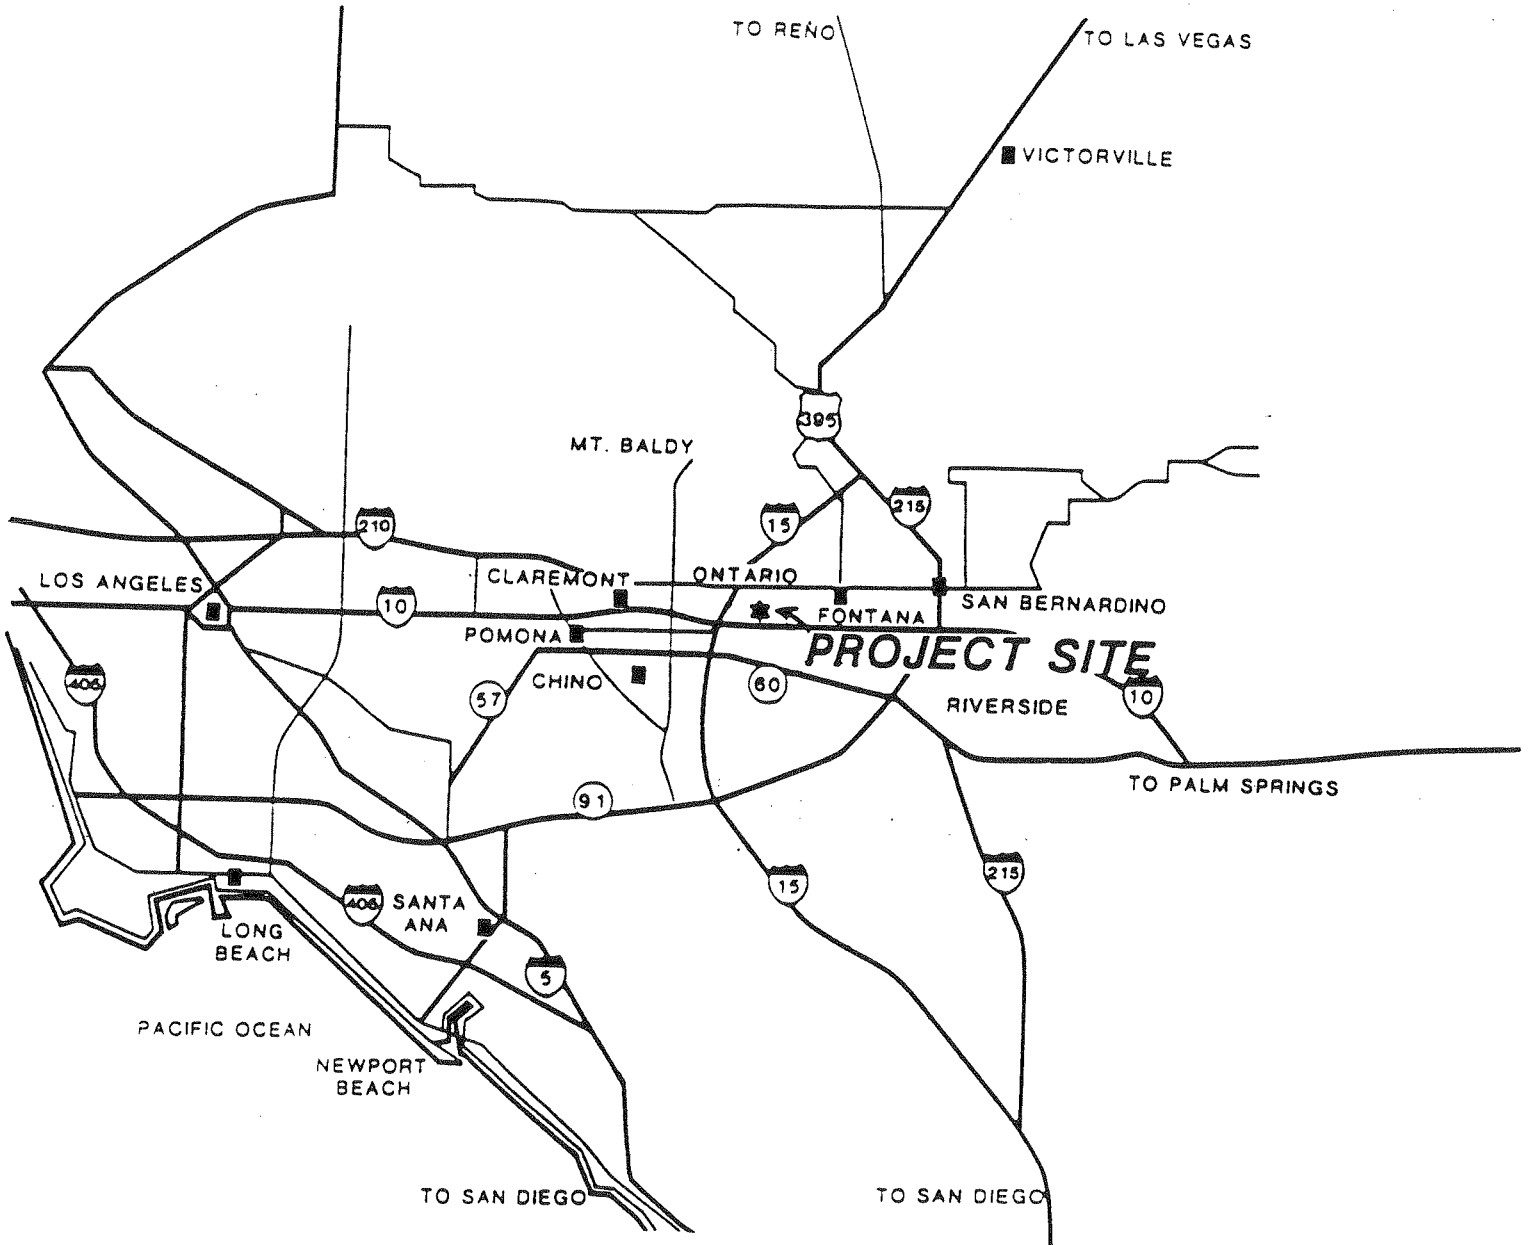 TO REÑO
TO LAS VEGAS
VICTORVILLE
395
MT. BALDY
15
215
210
LOS ANGELES
CLAREMONT
ONTARIO
10
FONTANA
SAN BERNARDINO
POMONA
PROJECT SITE
CHINO
405
57
60
RIVERSIDE
10
TO PALM SPRINGS
91
15
215
405
SANTA
ANA
LONG
BEACH
5
PACIFIC OCEAN
NEWPORT
BEACH
TO SAN DIEGO
TO SAN DIEGO